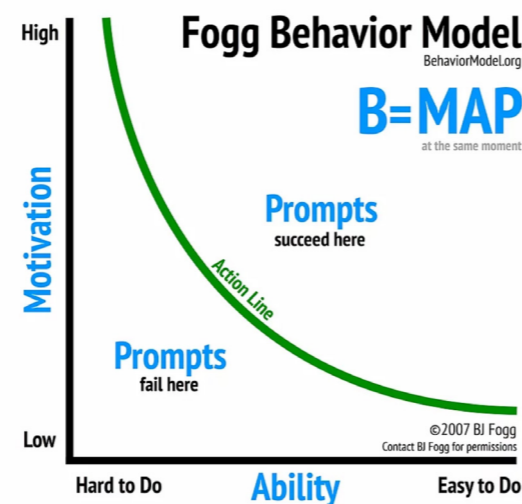 High
Fogg Behavior Model
BehaviorModel.org
B=MAP
at the same moment
Motivation
Prompts
succeed here
Action Line
Prompts
fail here
©2007 BJ Fogg
Contact BJ Fogg for permissions
Low
Hard to Do
Ability
Easy to Do